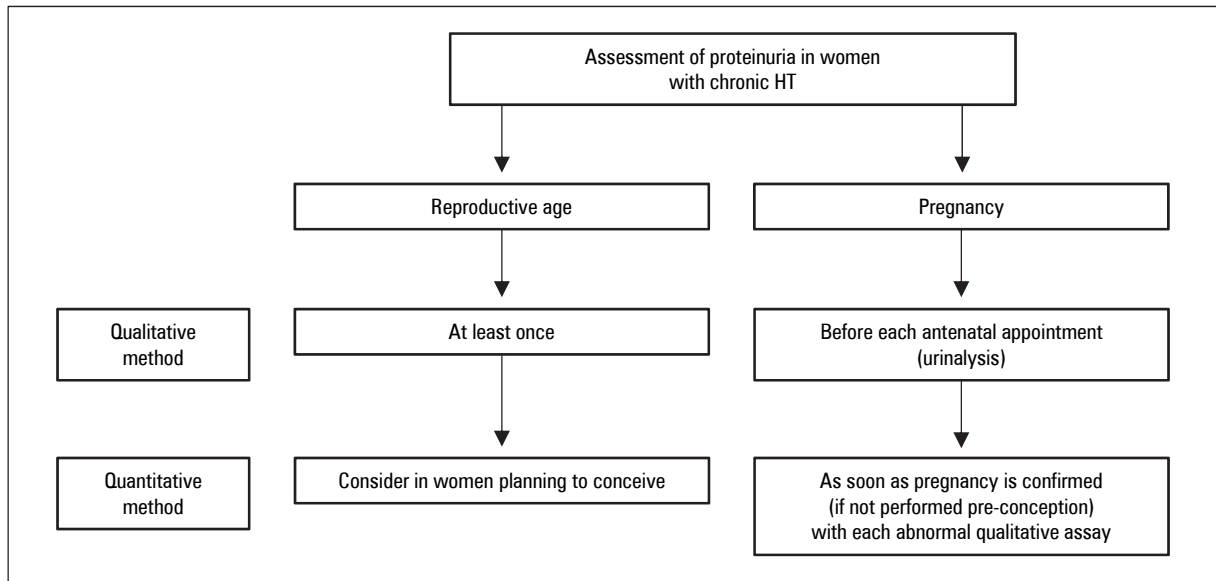 Assessment of proteinuria in women
with chronic HT
Reproductive age
Pregnancy
Qualitative
method
At least once
Before each antenatal appointment
(urinalysis)
Quantitative
method
Consider in women planning to conceive
As soon as pregnancy is confirmed
(if not performed pre-conception)
with each abnormal qualitative assay